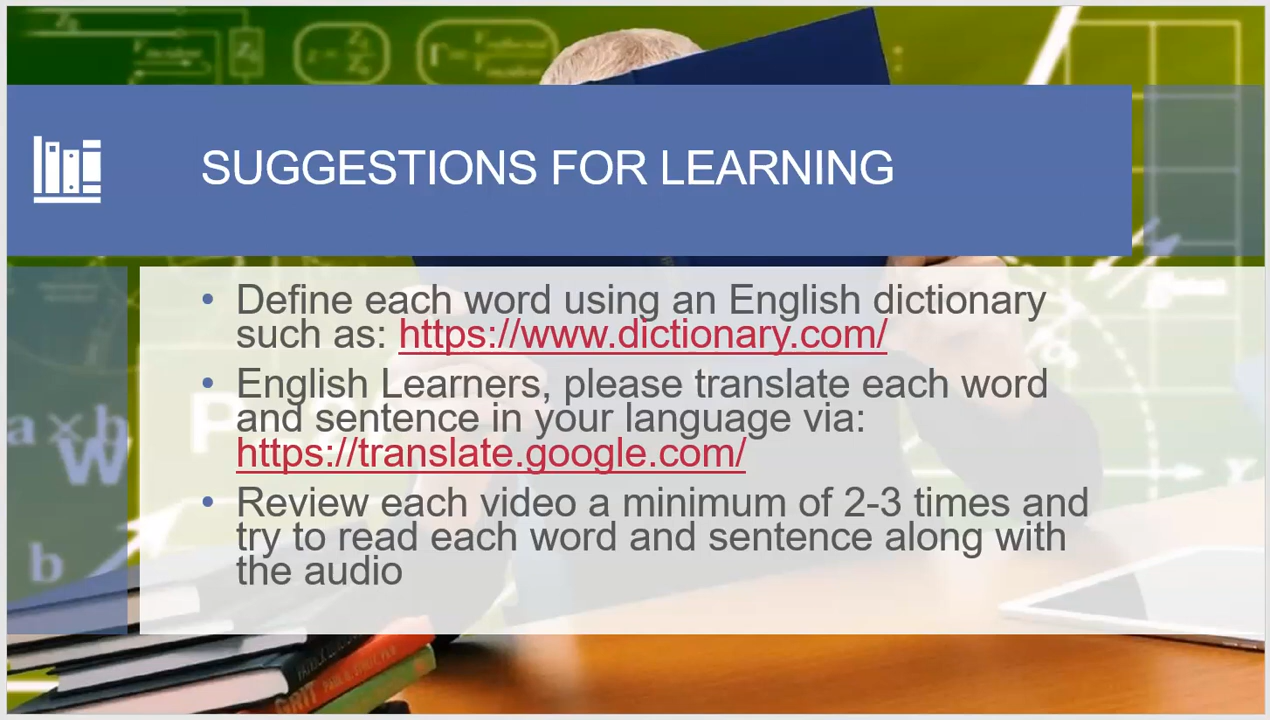 SUGGESTIONS FOR LEARNING
• Define each word using an English dictionary
such as: https://www.dictionary.com/
• English Learners, please translate each word
and sentence in your language via:
https://translate.google.com/
• Review each video a minimum of 2-3 times and
try to read each word and sentence along with
the audio
a x b
W
b
GRIT